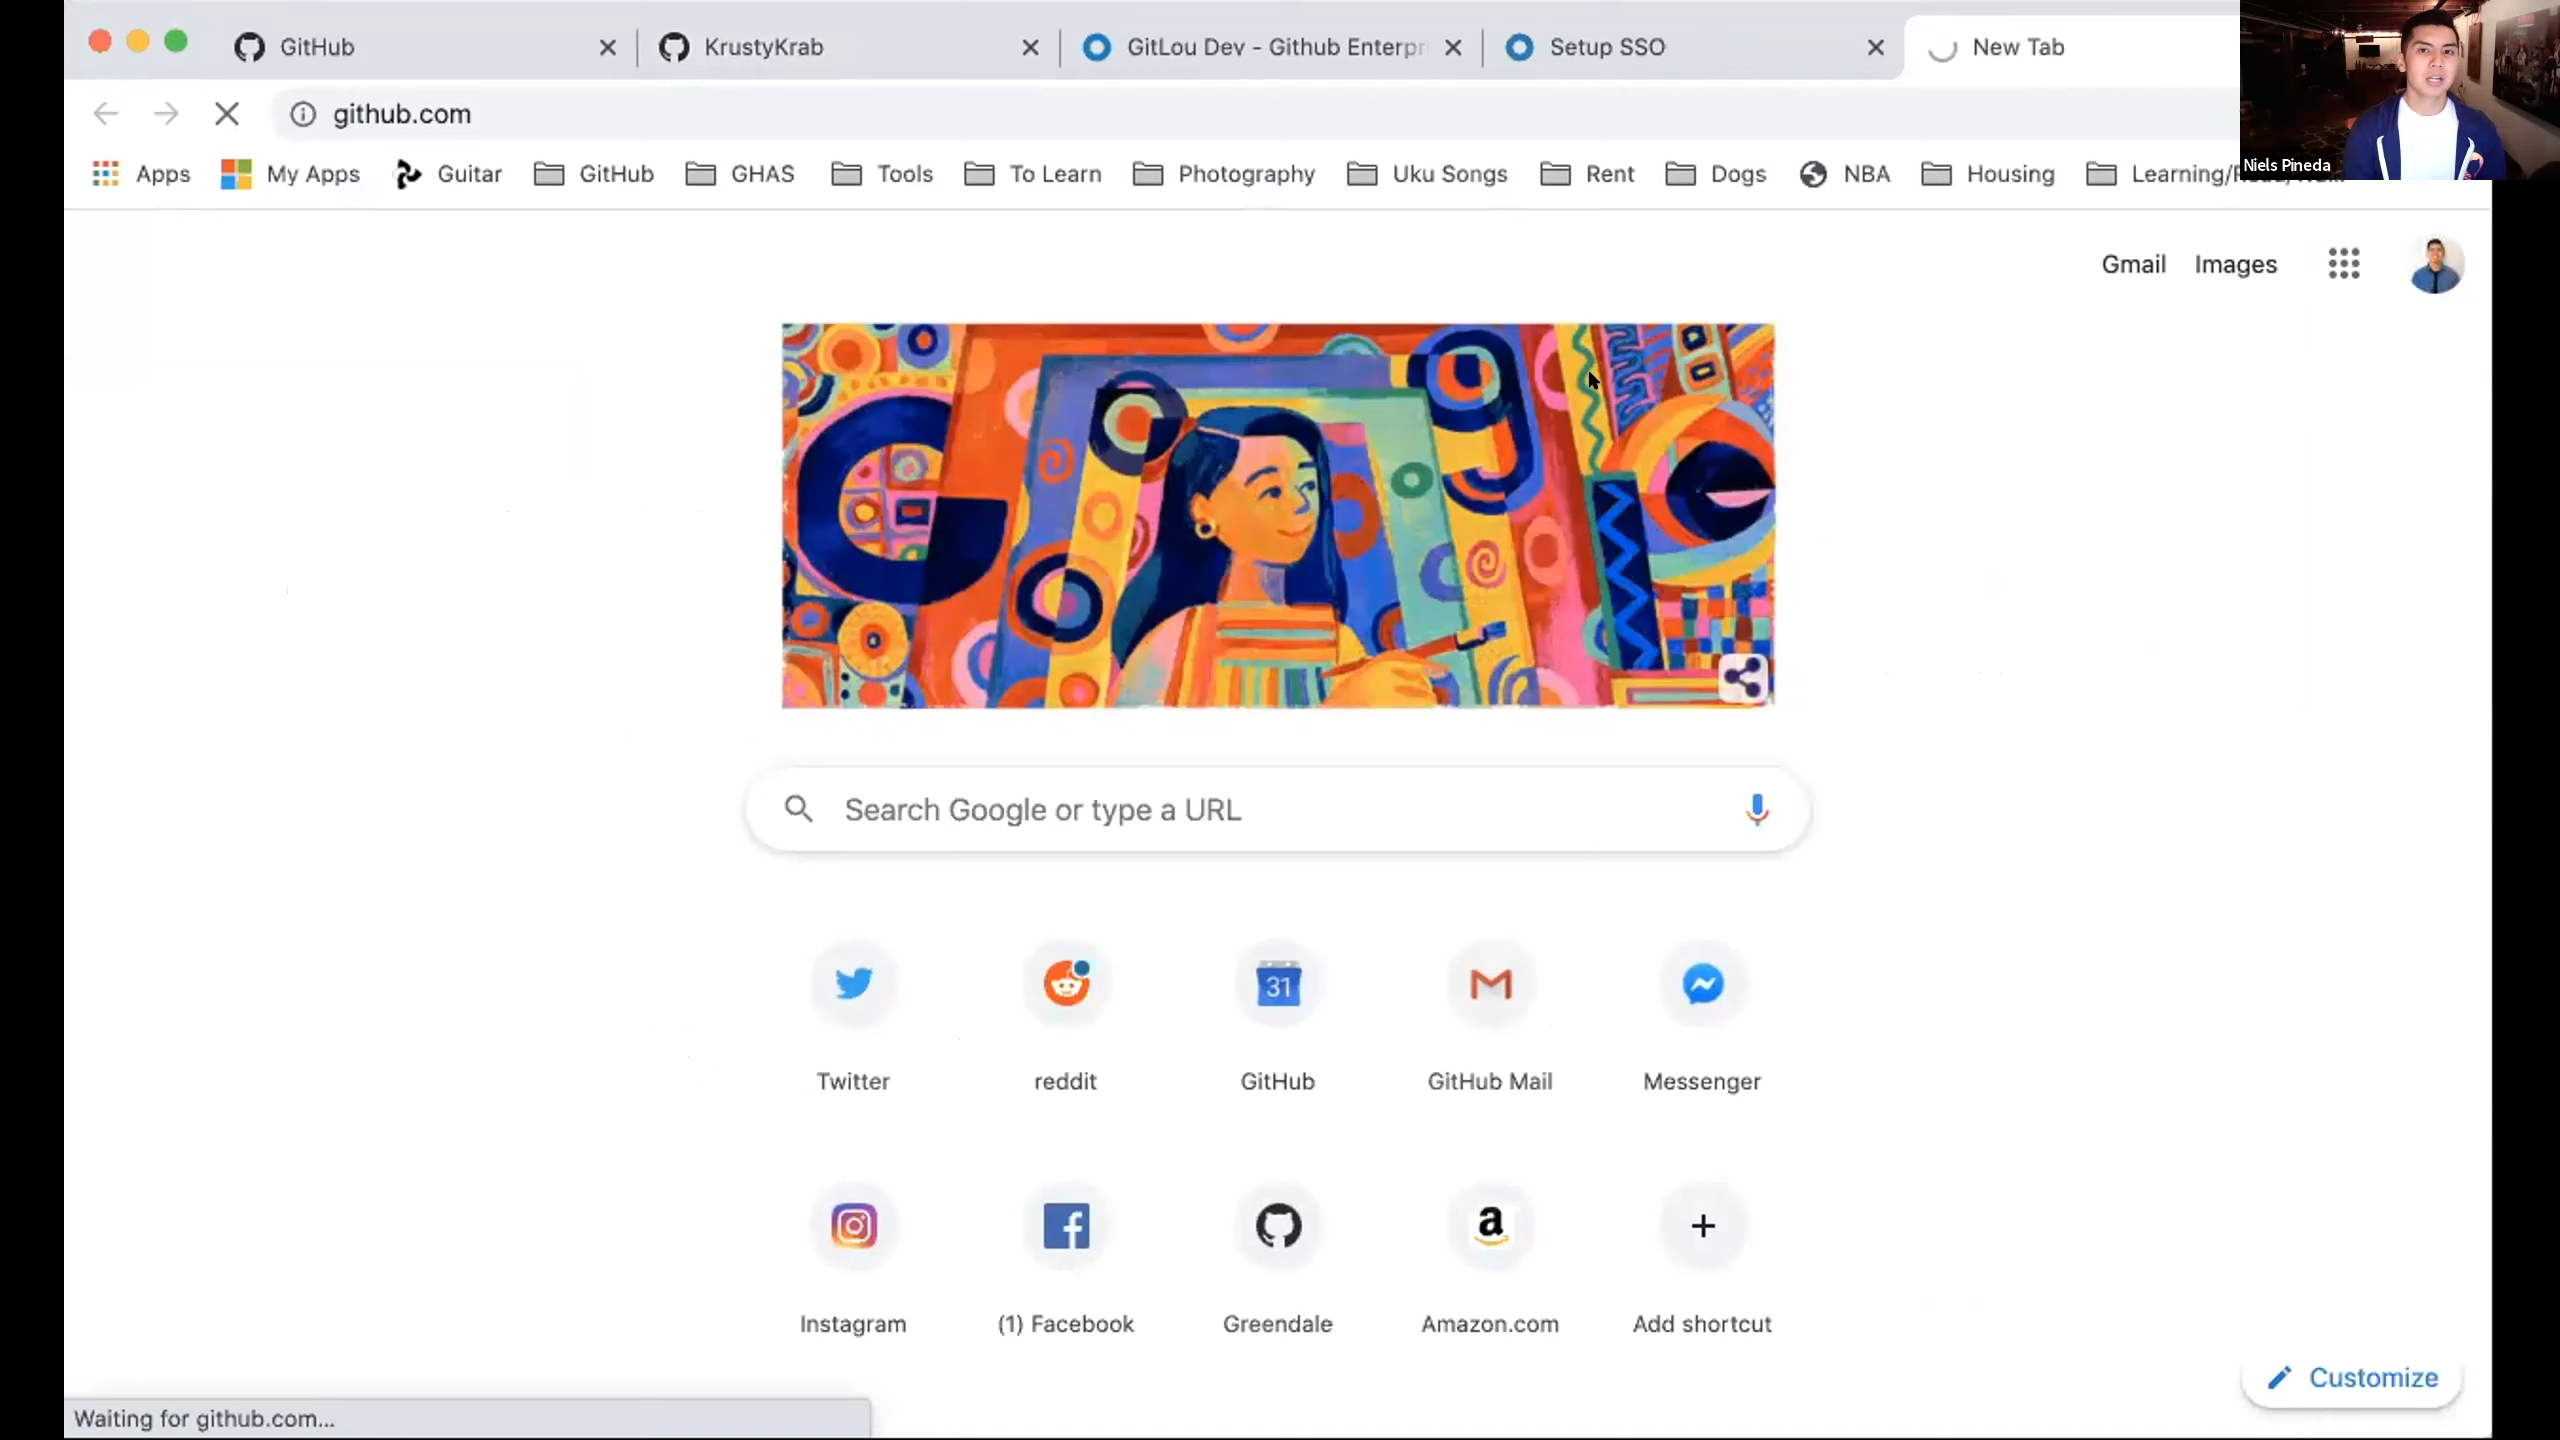 GitHub
KrustyKrab
GitLou Dev - Github Enterpr
Setup SSO
New Tab
github.com
Apps
My Apps
Guitar
GitHub
GHAS
Tools
To Learn
Photography
Uku Songs
Rent
Dogs
NBA
Housing
Learning/
Niels Pineda
Gmail
Images
Search Google or type a URL
31
Twitter
reddit
GitHub
GitHub Mail
Messenger
a
Instagram
(1) Facebook
Greendale
Amazon.com
Add shortcut
Customize
Waiting for github.com...